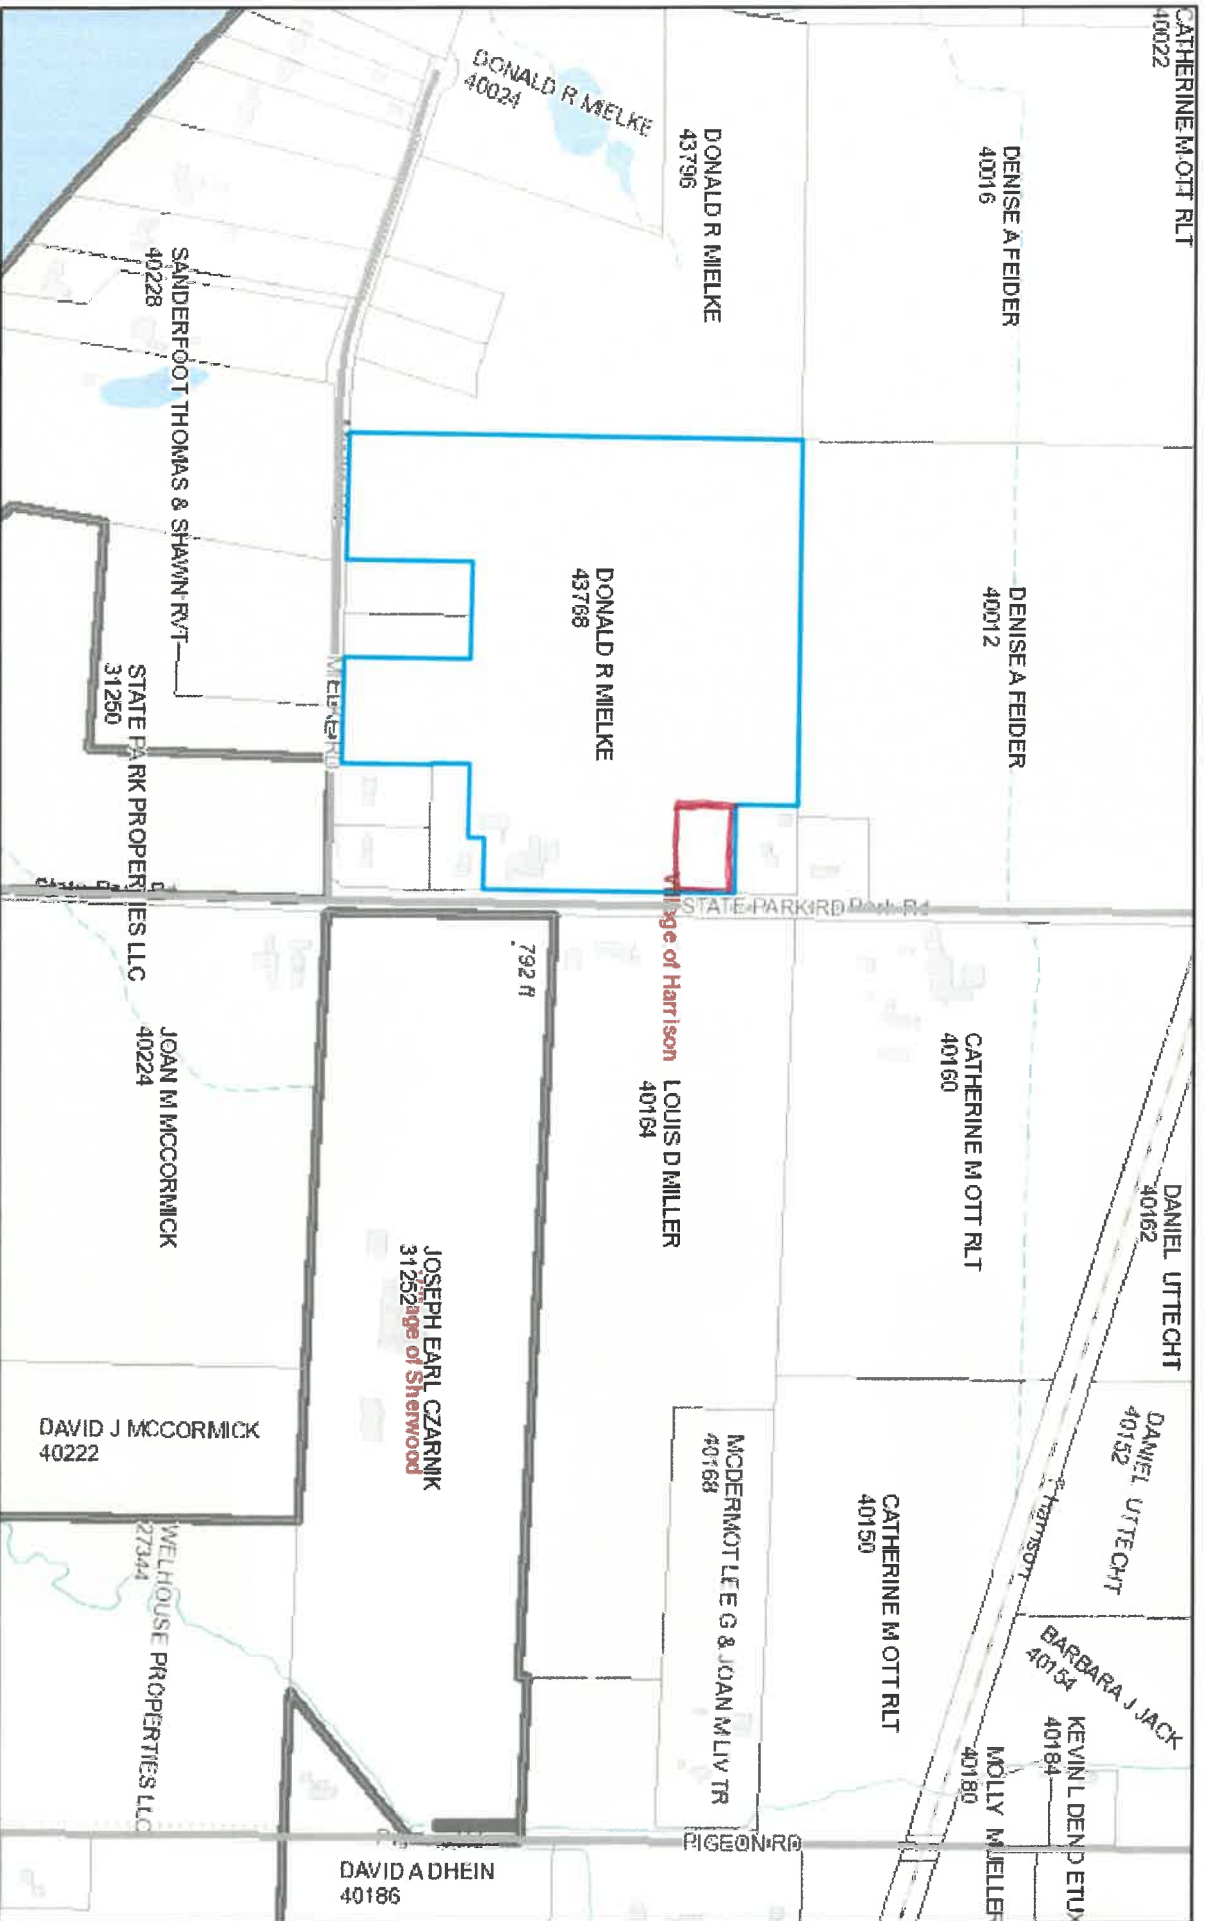 CATHERINE M OTT RLT
40022
DENISE A FEIDER
40016
DONALD R MIELKE
43796
DONALD R MIELKE
40024
SANDERFOOT THOMAS & SHAWN RVT
40228
DENISE A FEIDER
40012
DONALD R MIELKE
43768
STATE PARK PROPERTIES LLC
31250
STATE PARK RD
Village of Harrison
.792 ft
LOUIS D MILLER
40164
CATHERINE M OTT RLT
40160
JOAN M MCCORMICK
40224
DANIEL UTTECHT
40162
JOSEPH EARL CZARNIK
31252
Village of Sherwood
DAVID J MCCORMICK
40222
DANIEL UTTECHT
40152
MCDERMOT LEE G & JOAN M LIV TR
40168
CATHERINE M OTT RLT
40150
BARBARA J JACK
40154
KEVIN L DENO ETUX
40184
MOLLY MUELLER
40180
WELHOUSE PROPERTIES LLC
27344
PIGEON RD
DAVID A DHEIN
40186